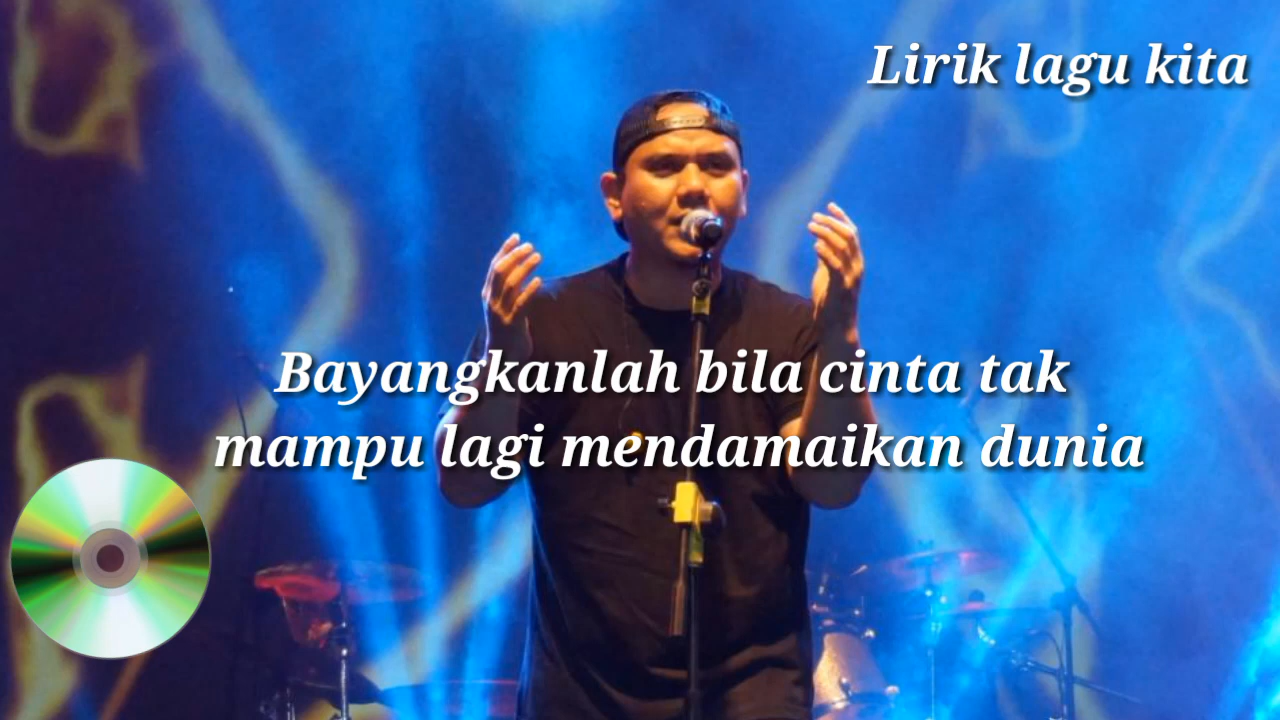 Lirik lagu kita
Bayangkanlah bila cinta tak
mampu lagi mendamaikan dunia